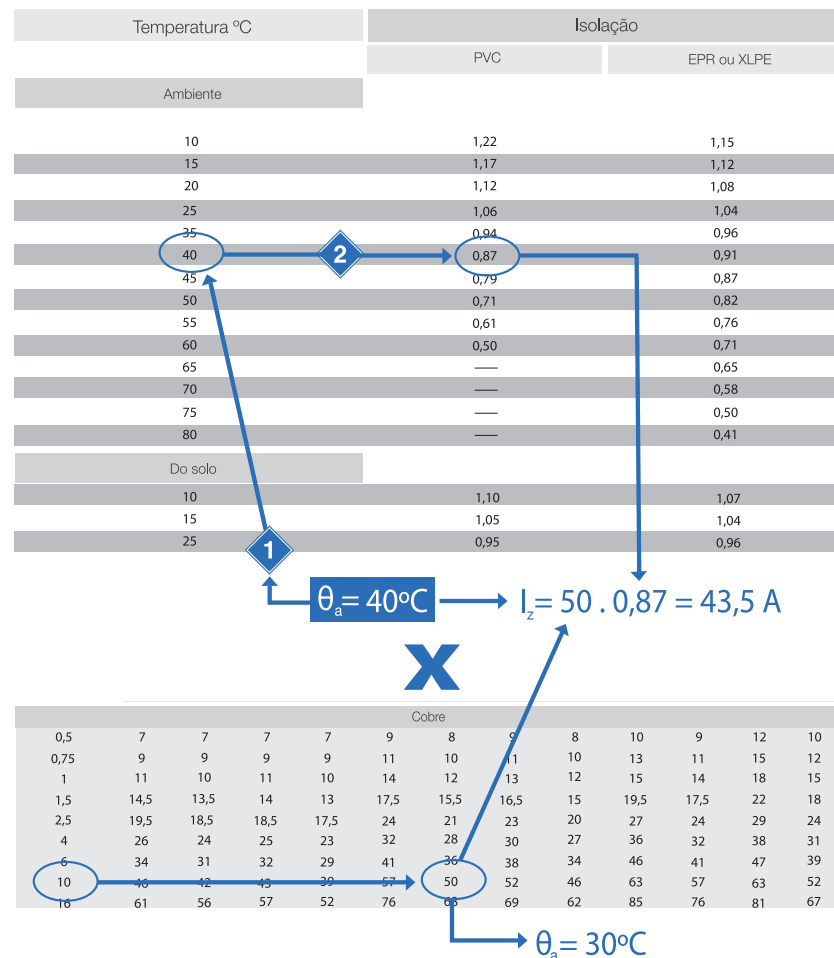 Temperatura ºC Isolação
PVC EPR ou XLPE
Ambiente
10 1,22 1,15
15 1,17 1,12
20 1,12 1,08
25 1,06 1,04
35 0,94 0,96
40 2 0,87 0,91
45 0,79 0,87
50 0,71 0,82
55 0,61 0,76
60 0,50 0,71
65 — 0,65
70 — 0,58
75 — 0,50
80 — 0,41
Do solo
10 1,10 1,07
15 1,05 1,04
25 1 0,95 0,96
θa= 40ºC Iz= 50 . 0,87 = 43,5 A
X
Cobre
0,5 7 7 7 7 9 8 9 8 10 9 12 10
0,75 9 9 9 9 11 10 11 10 13 11 15 12
1 11 10 11 10 14 12 13 12 15 14 18 15
1,5 14,5 13,5 14 13 17,5 15,5 16,5 15 19,5 17,5 22 18
2,5 19,5 18,5 18,5 17,5 24 21 23 20 27 24 29 24
4 26 24 25 23 32 28 30 27 36 32 38 31
6 34 31 32 29 41 36 38 34 46 41 47 39
10 46 42 43 39 57 50 52 46 63 57 63 52
16 61 56 57 52 76 68 69 62 85 76 81 67
θa= 30ºC